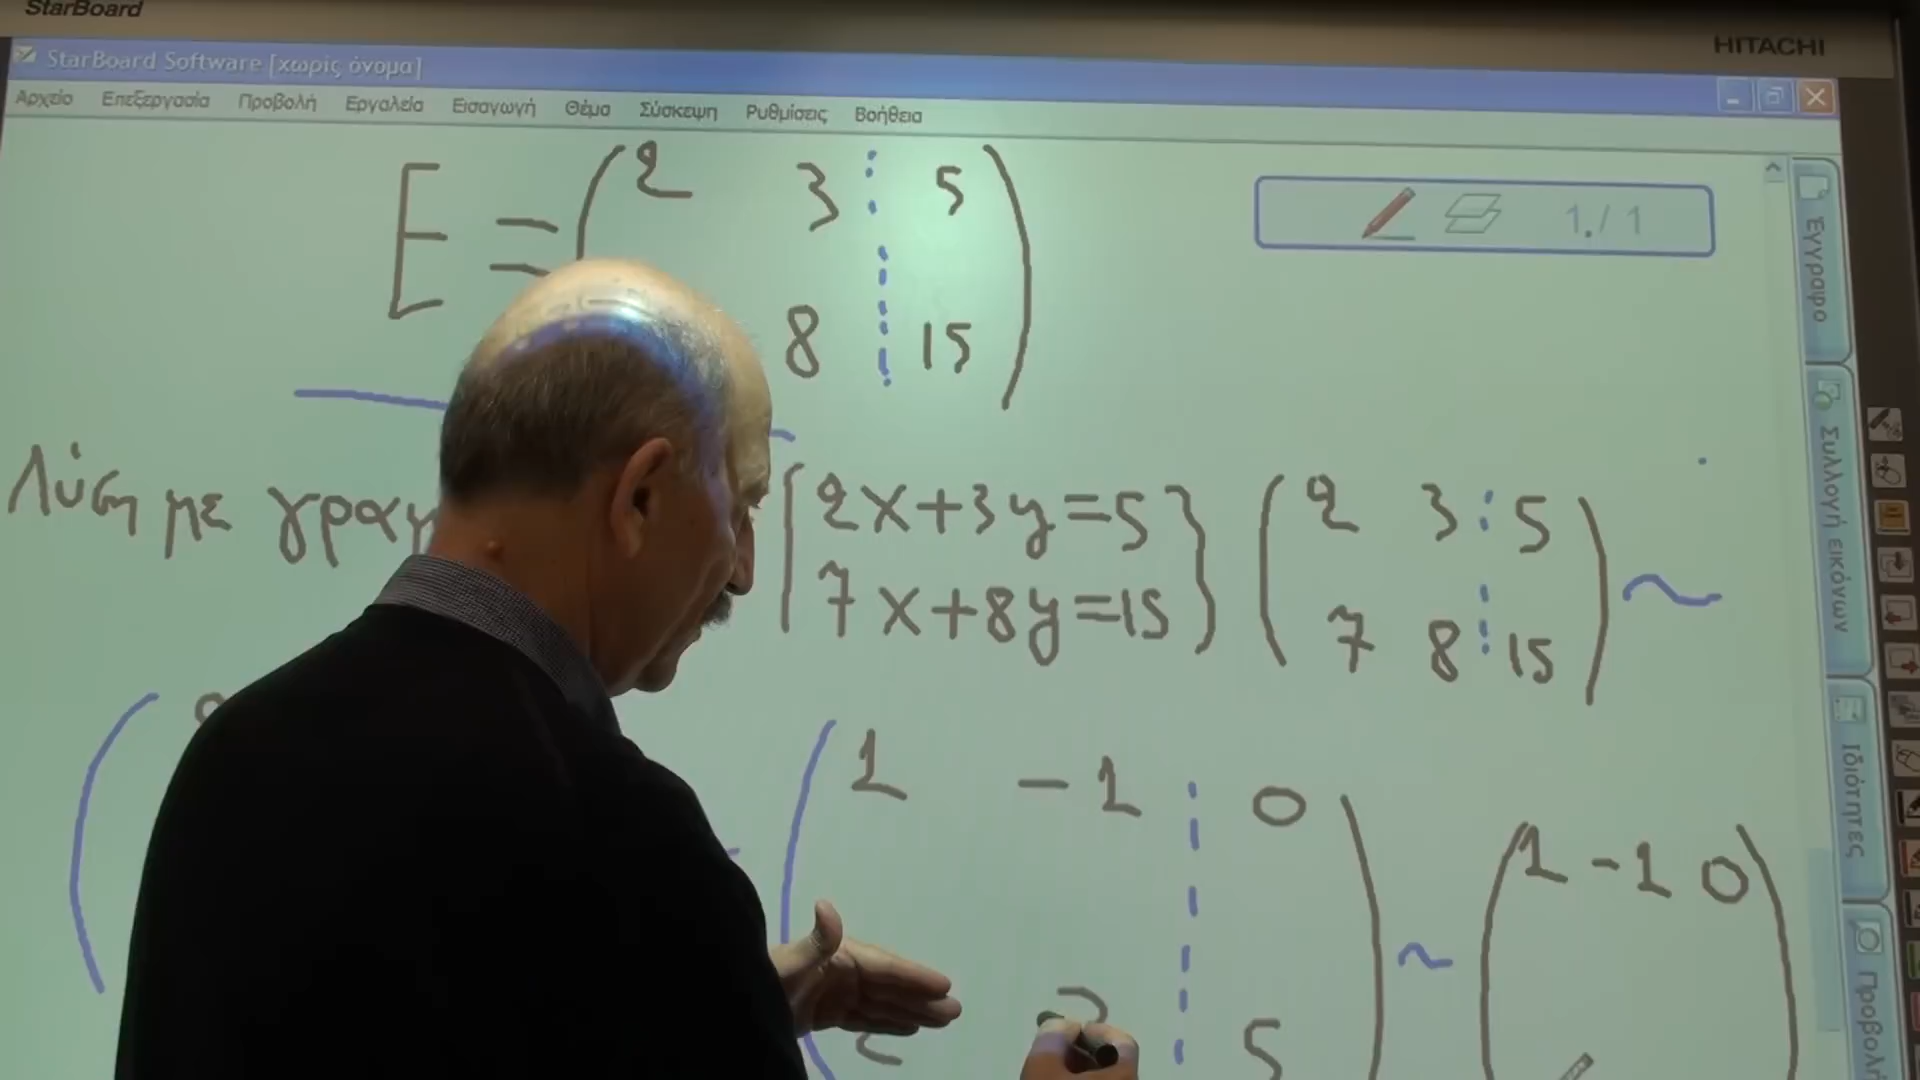 StarBoard
HITACHI
StarBoard Software [χωρίς όνομα]
Αρχείο Επεξεργασία Προβολή Εργαλεία Εισαγωγή Θέμα Σύσκεψη Ρυθμίσεις Βοήθεια
1 / 1
E = ( 2 3 ⋮ 5
8 ⋮ 15 )
Λύση με
{ 2x+3y=5
7x+8y=15 }
( 2 3 ⋮ 5
7 8 ⋮ 15 ) ~
( 1 -1 ⋮ 0
5 ) ~
( 1 -1 0 )
Έγγραφο
Συλλογή εικόνων
Ιδιότητες